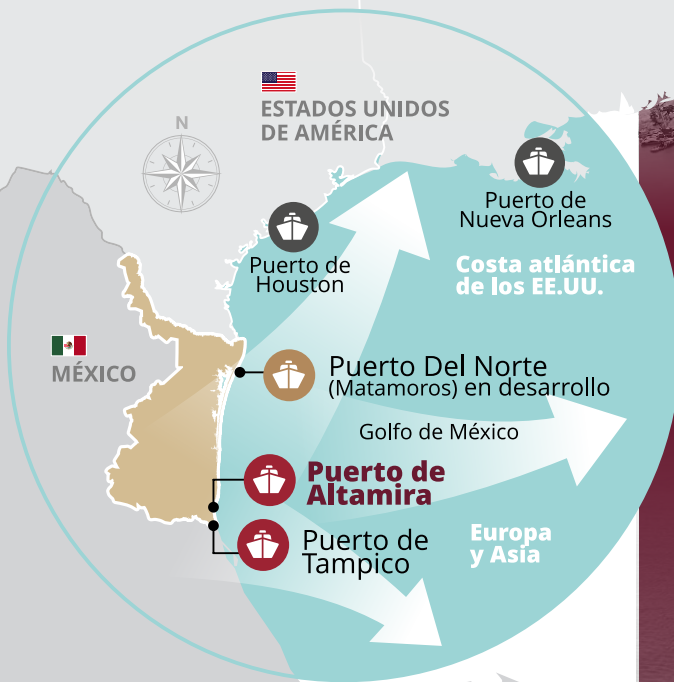 ESTADOS UNIDOS
DE AMÉRICA
N
Puerto de
Nueva Orleans
Puerto de
Houston
Costa atlántica
de los EE.UU.
MÉXICO
Puerto Del Norte
(Matamoros) en desarrollo
Golfo de México
Puerto de
Altamira
Puerto de
Tampico
Europa
y Asia